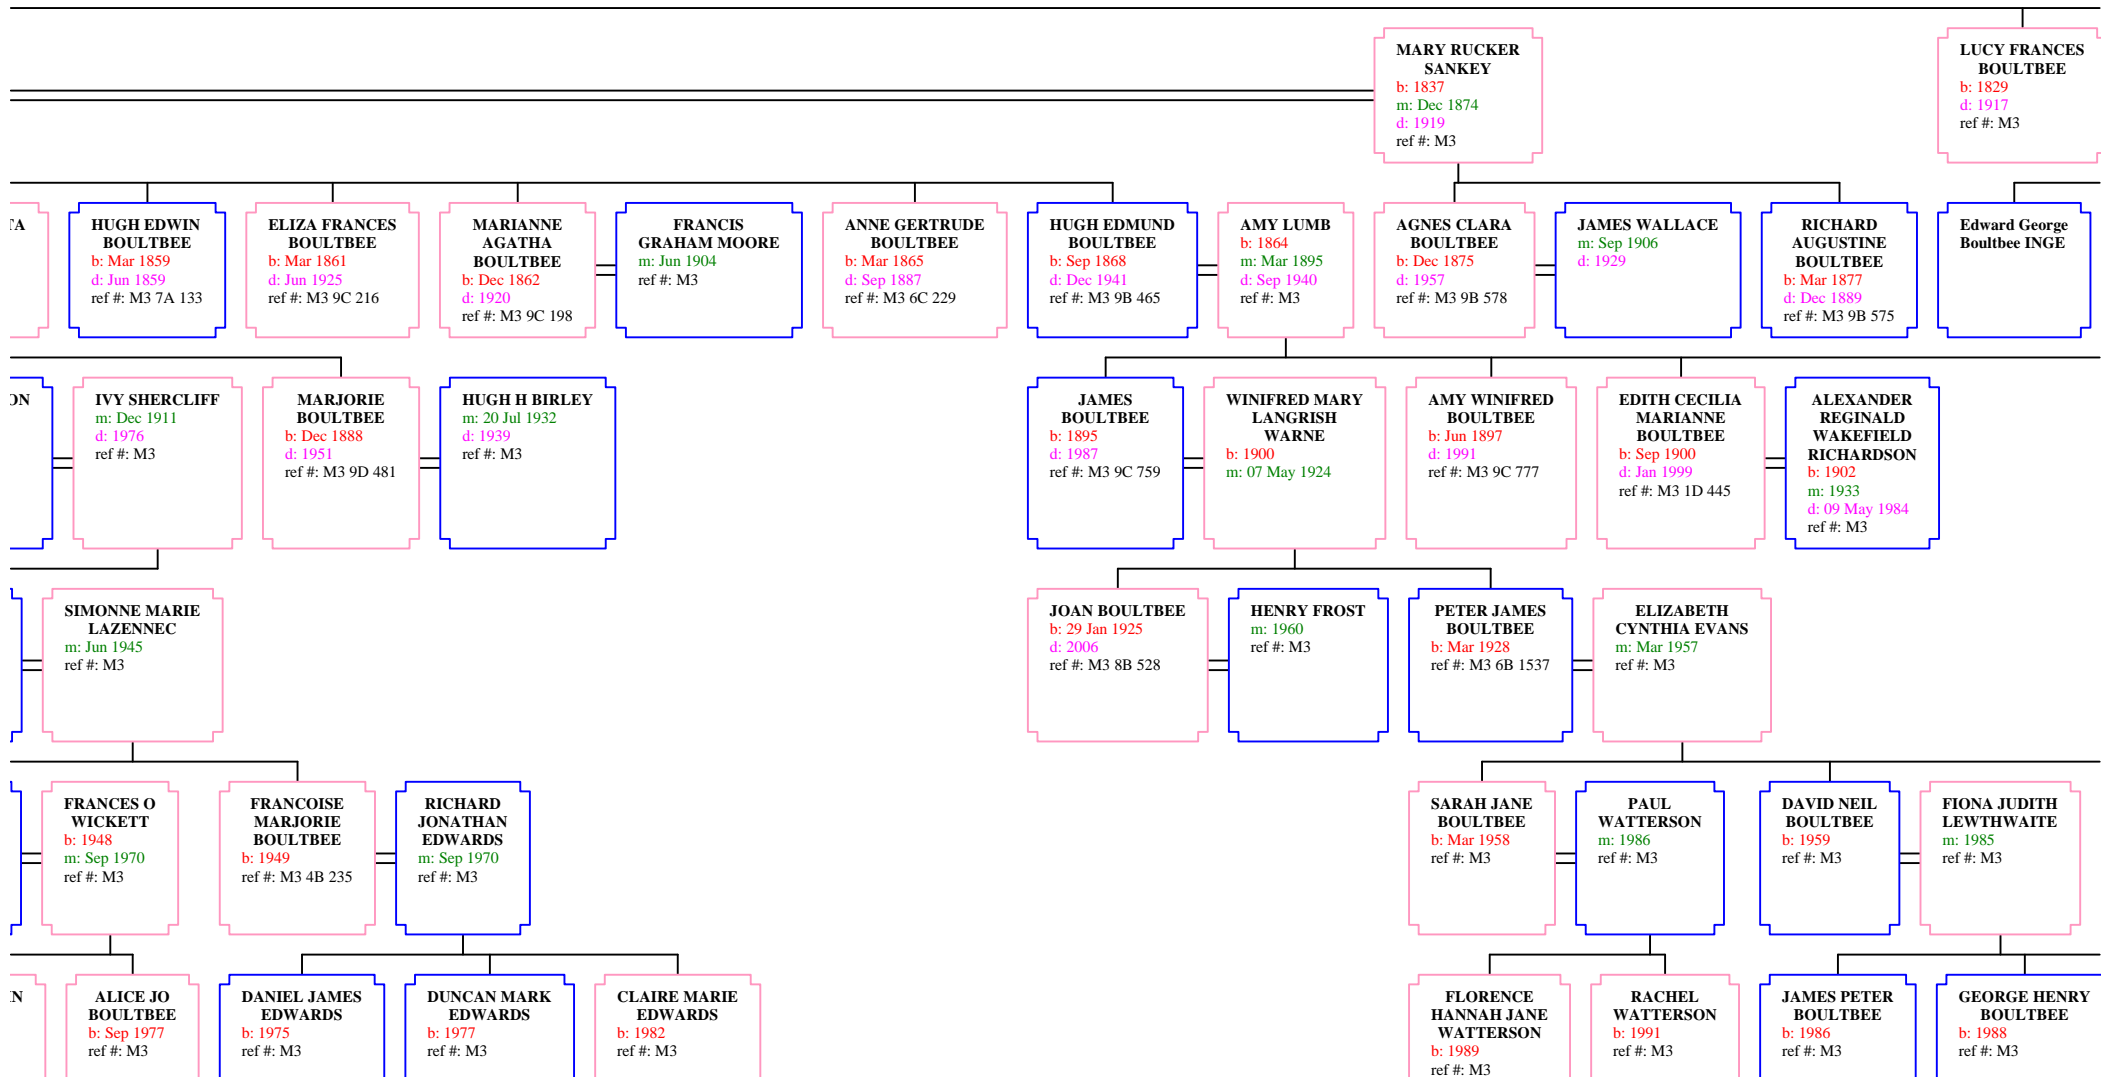 MARY RUCKER
SANKEY
b: 1837
m: Dec 1874
d: 1919
ref #: M3
LUCY FRANCES
BOULTBEE
b: 1829
d: 1917
ref #: M3
TA
HUGH EDWIN
BOULTBEE
b: Mar 1859
d: Jun 1859
ref #: M3 7A 133
ELIZA FRANCES
BOULTBEE
b: Mar 1861
d: Jun 1925
ref #: M3 9C 216
MARIANNE
AGATHA
BOULTBEE
b: Dec 1862
d: 1920
ref #: M3 9C 198
FRANCIS
GRAHAM MOORE
m: Jun 1904
ref #: M3
ANNE GERTRUDE
BOULTBEE
b: Mar 1865
d: Sep 1887
ref #: M3 6C 229
HUGH EDMUND
BOULTBEE
b: Sep 1868
d: Dec 1941
ref #: M3 9B 465
AMY LUMB
b: 1864
m: Mar 1895
d: Sep 1940
ref #: M3
AGNES CLARA
BOULTBEE
b: Dec 1875
d: 1957
ref #: M3 9B 578
JAMES WALLACE
m: Sep 1906
d: 1929
RICHARD
AUGUSTINE
BOULTBEE
b: Mar 1877
d: Dec 1889
ref #: M3 9B 575
Edward George
Boultbee INGE
ON
IVY SHERCLIFF
m: Dec 1911
d: 1976
ref #: M3
MARJORIE
BOULTBEE
b: Dec 1888
d: 1951
ref #: M3 9D 481
HUGH H BIRLEY
m: 20 Jul 1932
d: 1939
ref #: M3
JAMES
BOULTBEE
b: 1895
d: 1987
ref #: M3 9C 759
WINIFRED MARY
LANGRISH
WARNE
b: 1900
m: 07 May 1924
AMY WINIFRED
BOULTBEE
b: Jun 1897
d: 1991
ref #: M3 9C 777
EDITH CECILIA
MARIANNE
BOULTBEE
b: Sep 1900
d: Jan 1999
ref #: M3 1D 445
ALEXANDER
REGINALD
WAKEFIELD
RICHARDSON
b: 1902
m: 1933
d: 09 May 1984
ref #: M3
SIMONNE MARIE
LAZENNEC
m: Jun 1945
ref #: M3
JOAN BOULTBEE
b: 29 Jan 1925
d: 2006
ref #: M3 8B 528
HENRY FROST
m: 1960
ref #: M3
PETER JAMES
BOULTBEE
b: Mar 1928
ref #: M3 6B 1537
ELIZABETH
CYNTHIA EVANS
m: Mar 1957
ref #: M3
FRANCES O
WICKETT
b: 1948
m: Sep 1970
ref #: M3
FRANCOISE
MARJORIE
BOULTBEE
b: 1949
ref #: M3 4B 235
RICHARD
JONATHAN
EDWARDS
m: Sep 1970
ref #: M3
SARAH JANE
BOULTBEE
b: Mar 1958
ref #: M3
PAUL
WATTERSON
m: 1986
ref #: M3
DAVID NEIL
BOULTBEE
b: 1959
ref #: M3
FIONA JUDITH
LEWTHWAITE
m: 1985
ref #: M3
N
ALICE JO
BOULTBEE
b: Sep 1977
ref #: M3
DANIEL JAMES
EDWARDS
b: 1975
ref #: M3
DUNCAN MARK
EDWARDS
b: 1977
ref #: M3
CLAIRE MARIE
EDWARDS
b: 1982
ref #: M3
FLORENCE
HANNAH JANE
WATTERSON
b: 1989
ref #: M3
RACHEL
WATTERSON
b: 1991
ref #: M3
JAMES PETER
BOULTBEE
b: 1986
ref #: M3
GEORGE HENRY
BOULTBEE
b: 1988
ref #: M3